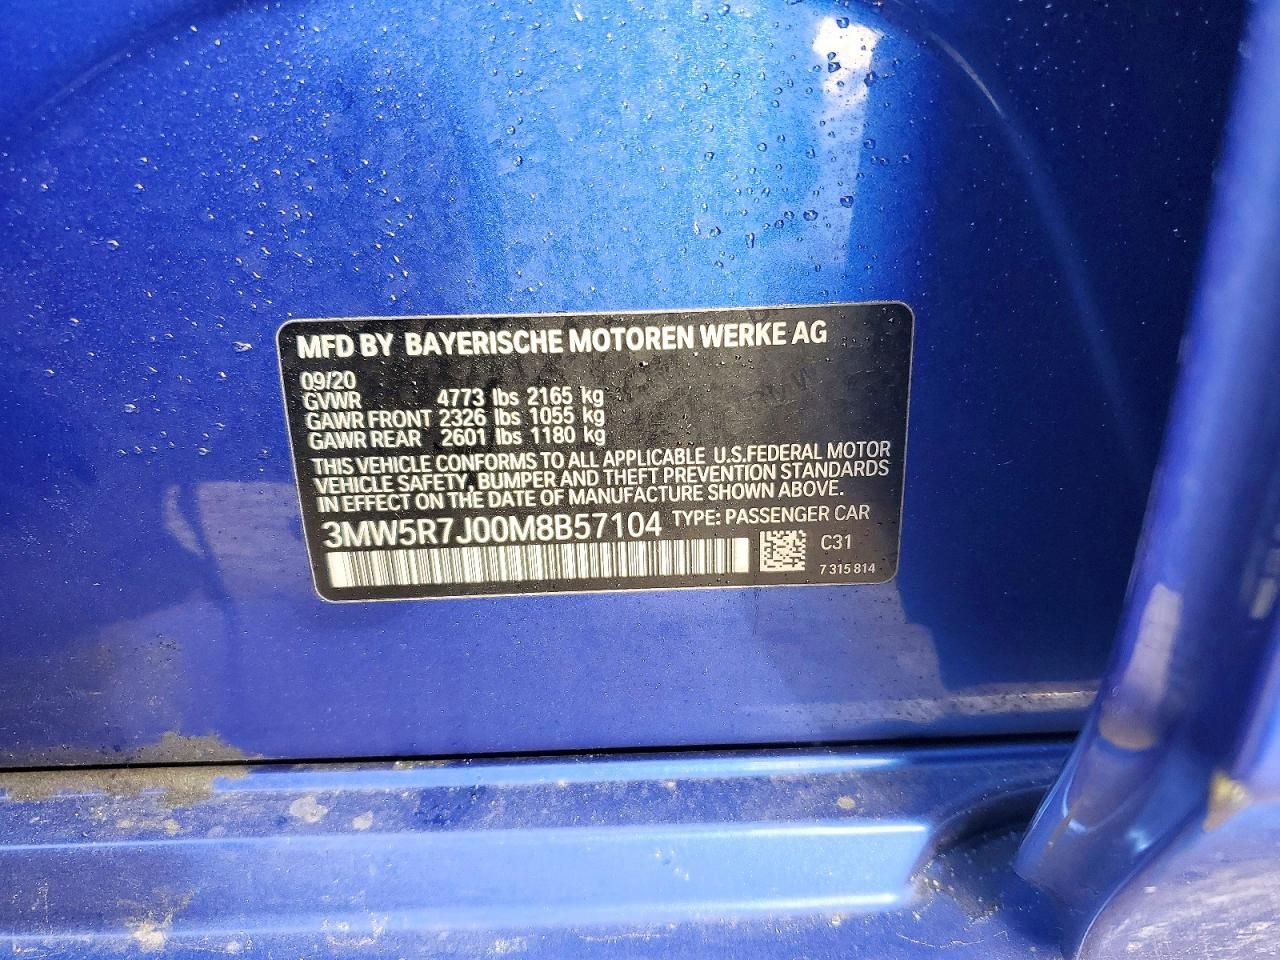 MFD BY BAYERISCHE MOTOREN WERKE AG
09/20
GVWR 4773 lbs 2165 kg
GAWR FRONT 2326 lbs 1055 kg
GAWR REAR 2601 lbs 1180 kg
THIS VEHICLE CONFORMS TO ALL APPLICABLE U.S.FEDERAL MOTOR
VEHICLE SAFETY, BUMPER AND THEFT PREVENTION STANDARDS
IN EFFECT ON THE DATE OF MANUFACTURE SHOWN ABOVE.
3MW5R7J00M8B57104 TYPE: PASSENGER CAR
C31
7 315 814